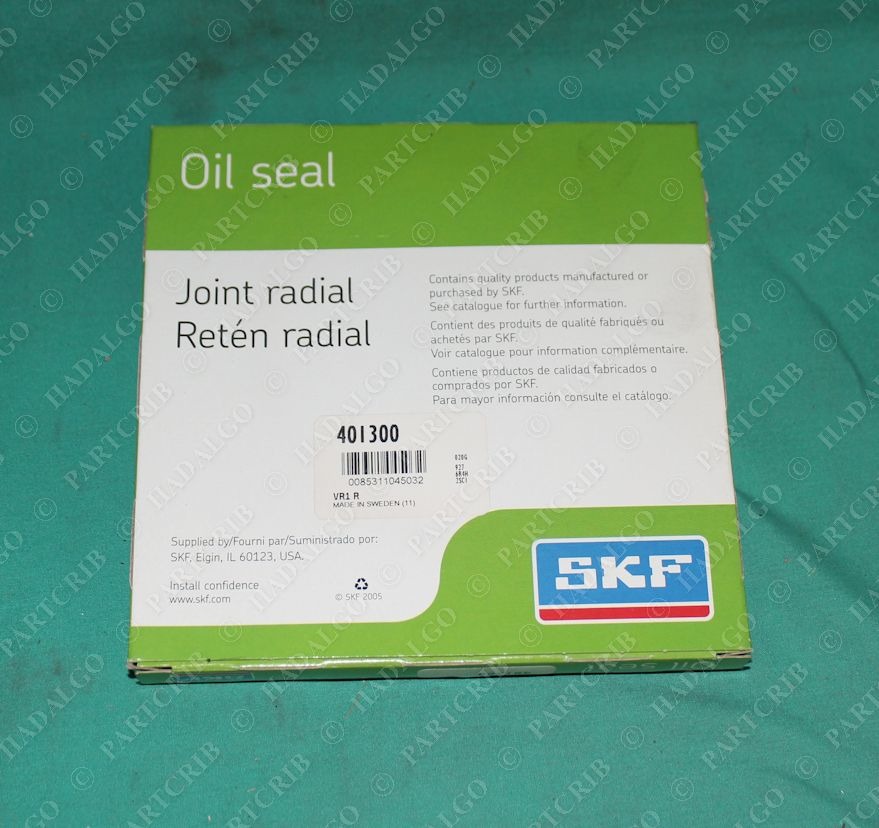 Oil seal
Joint radial
Retén radial
Contains quality products manufactured or
purchased by SKF.
See catalogue for further information.
Contient des produits de qualité fabriqués ou
achetés par SKF.
Voir catalogue pour information complémentaire.
Contiene productos de calidad fabricados o
comprados por SKF.
Para mayor información consulte el catálogo.
401300
0085311045032
VR1 R
MADE IN SWEDEN (11)
020G
927
6R4H
2SC1
Supplied by/Fourni par/Suministrado por:
SKF, Elgin, IL 60123, USA.
Install confidence
www.skf.com
© SKF 2005
SKF
© HADALGO
© PARTCRIB